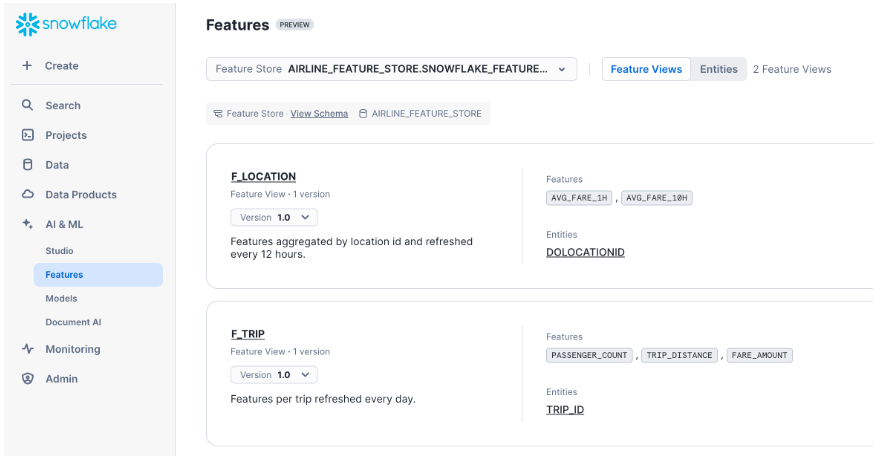 snowflake
Create
Search
Projects
Data
Data Products
AI & ML
Studio
Features
Models
Document AI
Monitoring
Admin
Features PREVIEW
Feature Store AIRLINE_FEATURE_STORE.SNOWFLAKE_FEATURE... Feature Views Entities 2 Feature Views
Feature Store · View Schema AIRLINE_FEATURE_STORE
F_LOCATION
Feature View · 1 version
Version 1.0
Features aggregated by location id and refreshed
every 12 hours.
Features
AVG_FARE_1H , AVG_FARE_10H
Entities
DOLOCATIONID
F_TRIP
Feature View · 1 version
Version 1.0
Features per trip refreshed every day.
Features
PASSENGER_COUNT , TRIP_DISTANCE , FARE_AMOUNT
Entities
TRIP_ID